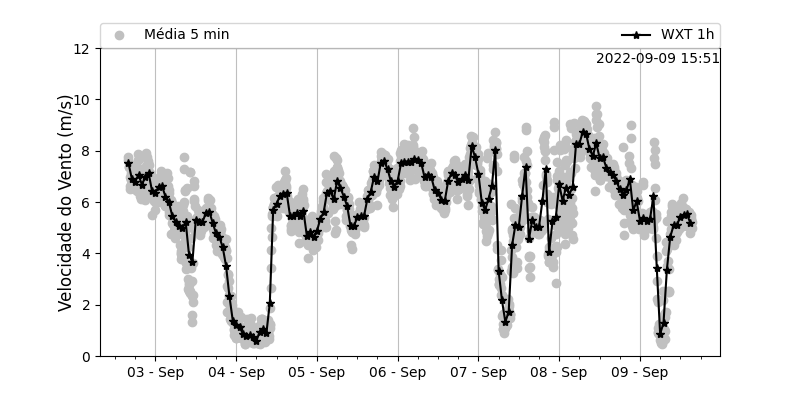 Média 5 min
WXT 1h
2022-09-09 15:51
Velocidade do Vento (m/s)
12
10
8
6
4
2
0
03 - Sep
04 - Sep
05 - Sep
06 - Sep
07 - Sep
08 - Sep
09 - Sep